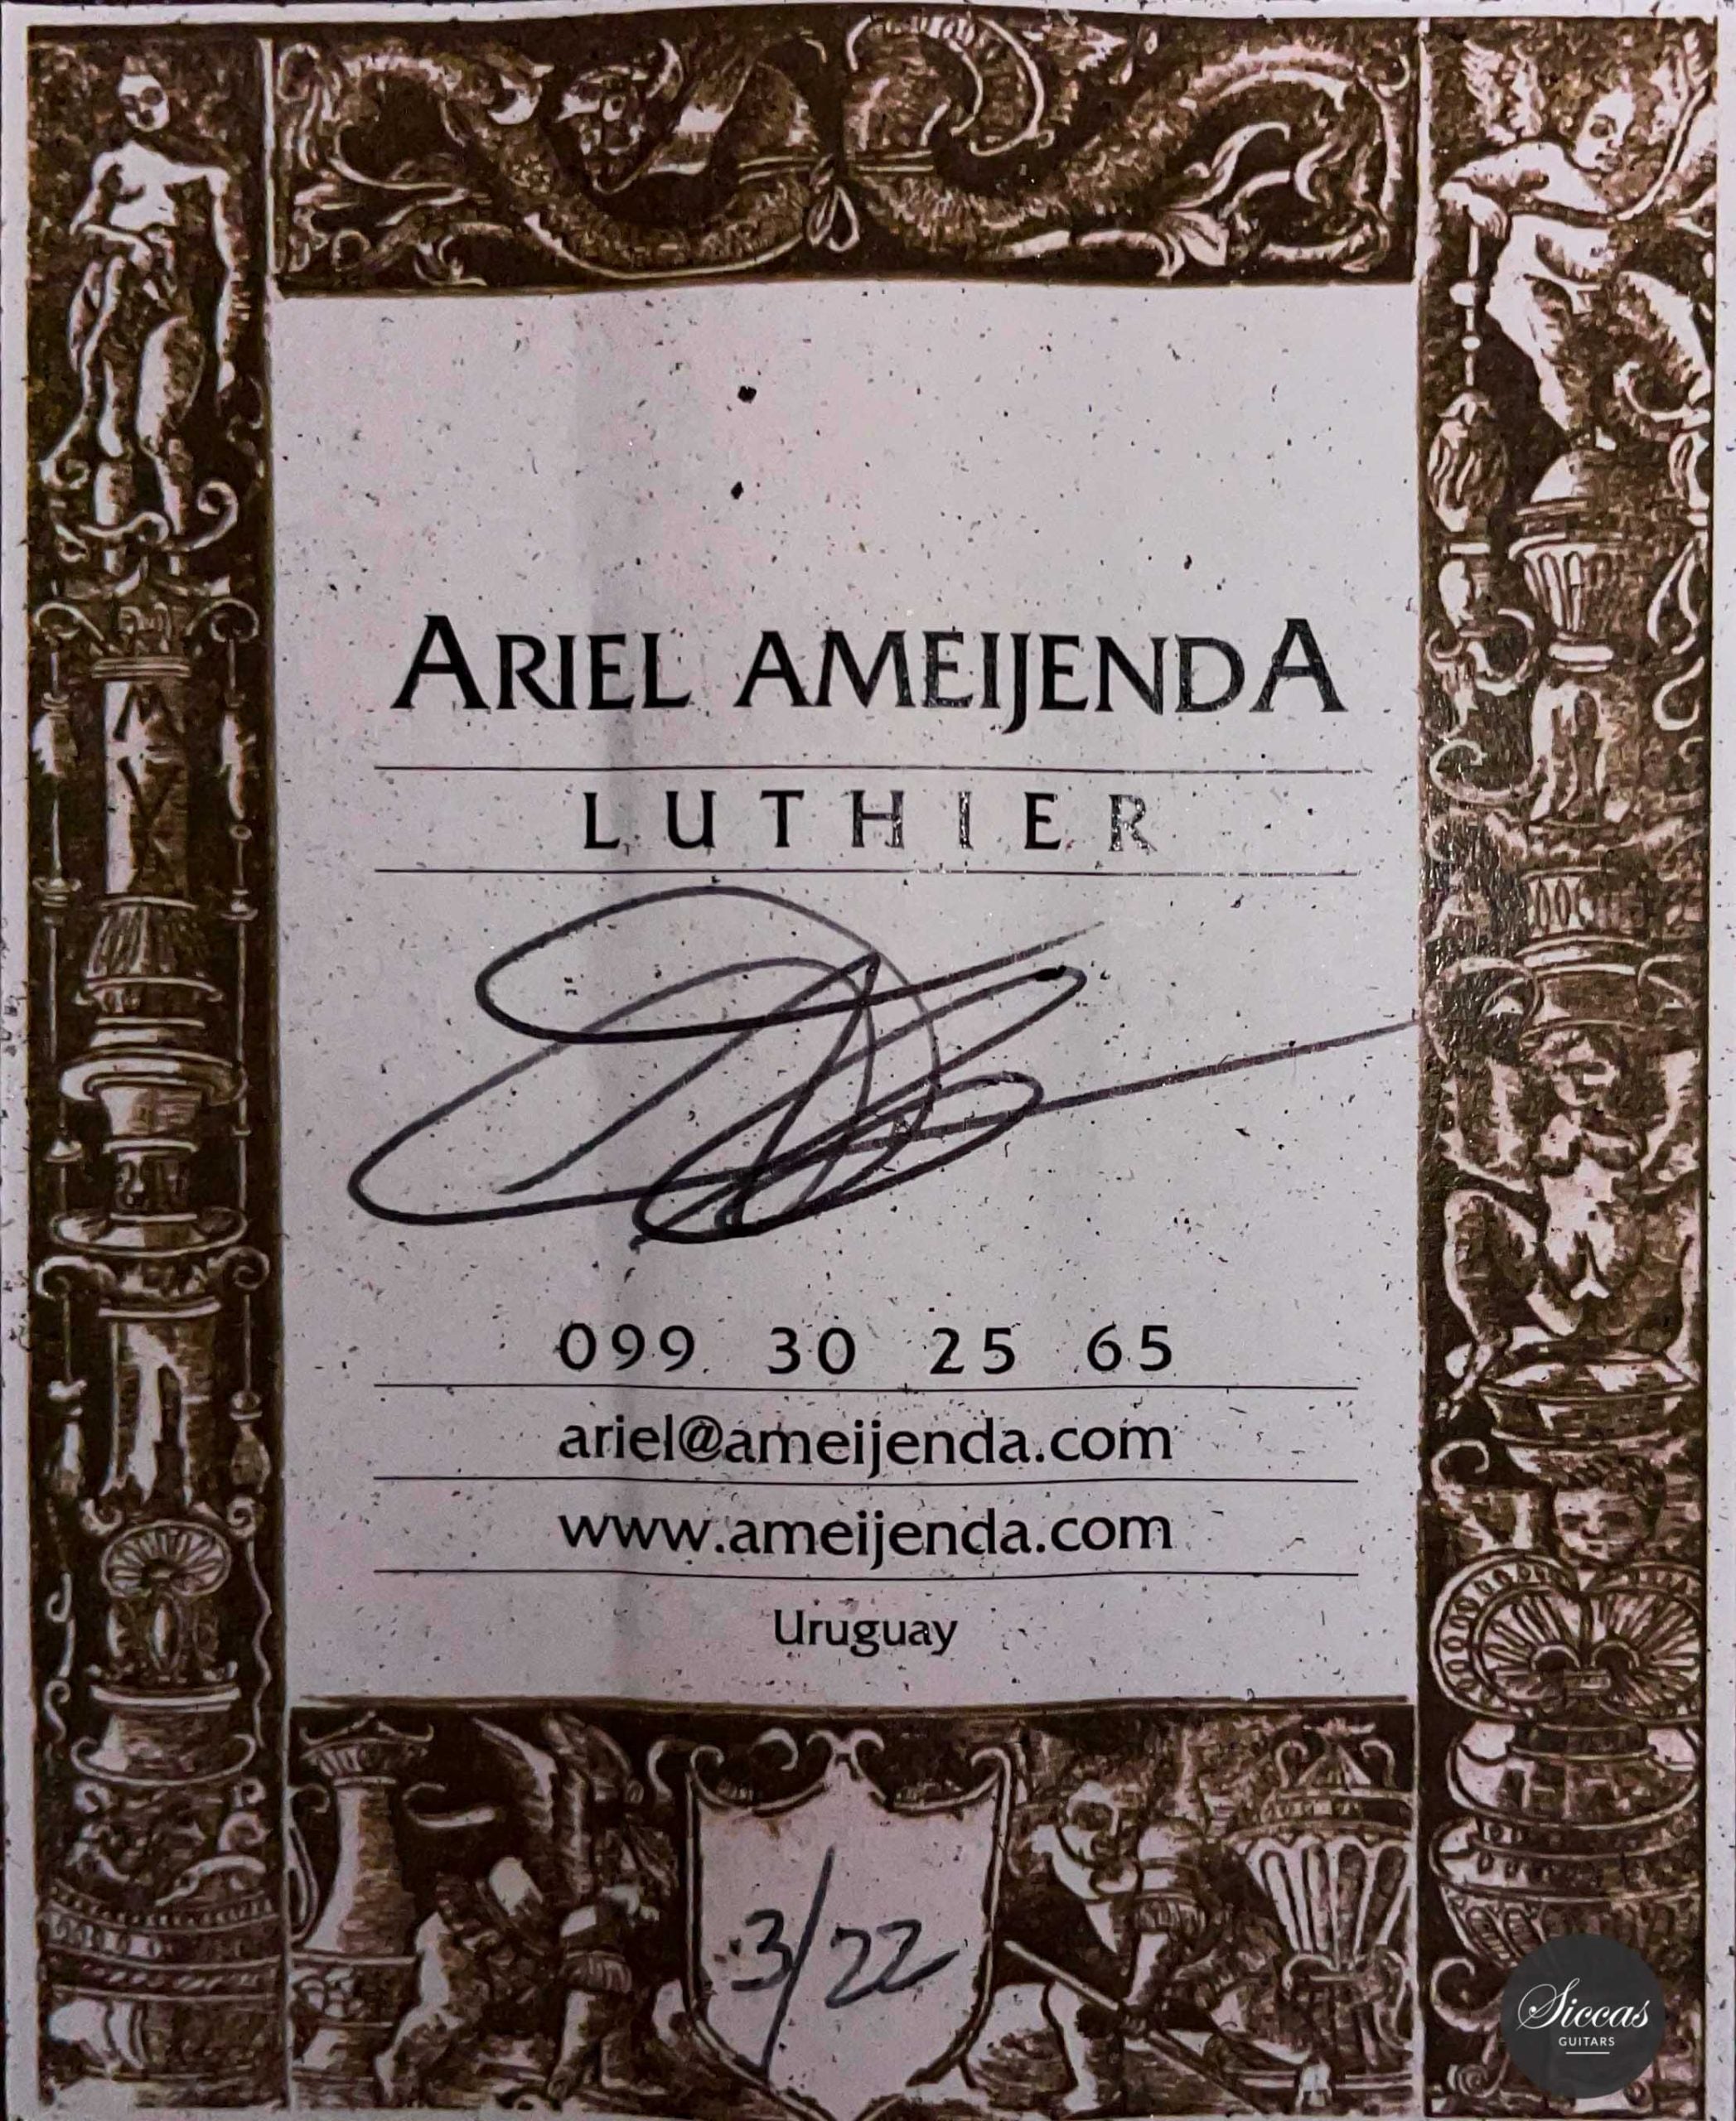 ARIEL AMEIJENDA
LUTHIER
099 30 25 65
ariel@ameijenda.com
www.ameijenda.com
Uruguay
3/22
Siccas
GUITARS